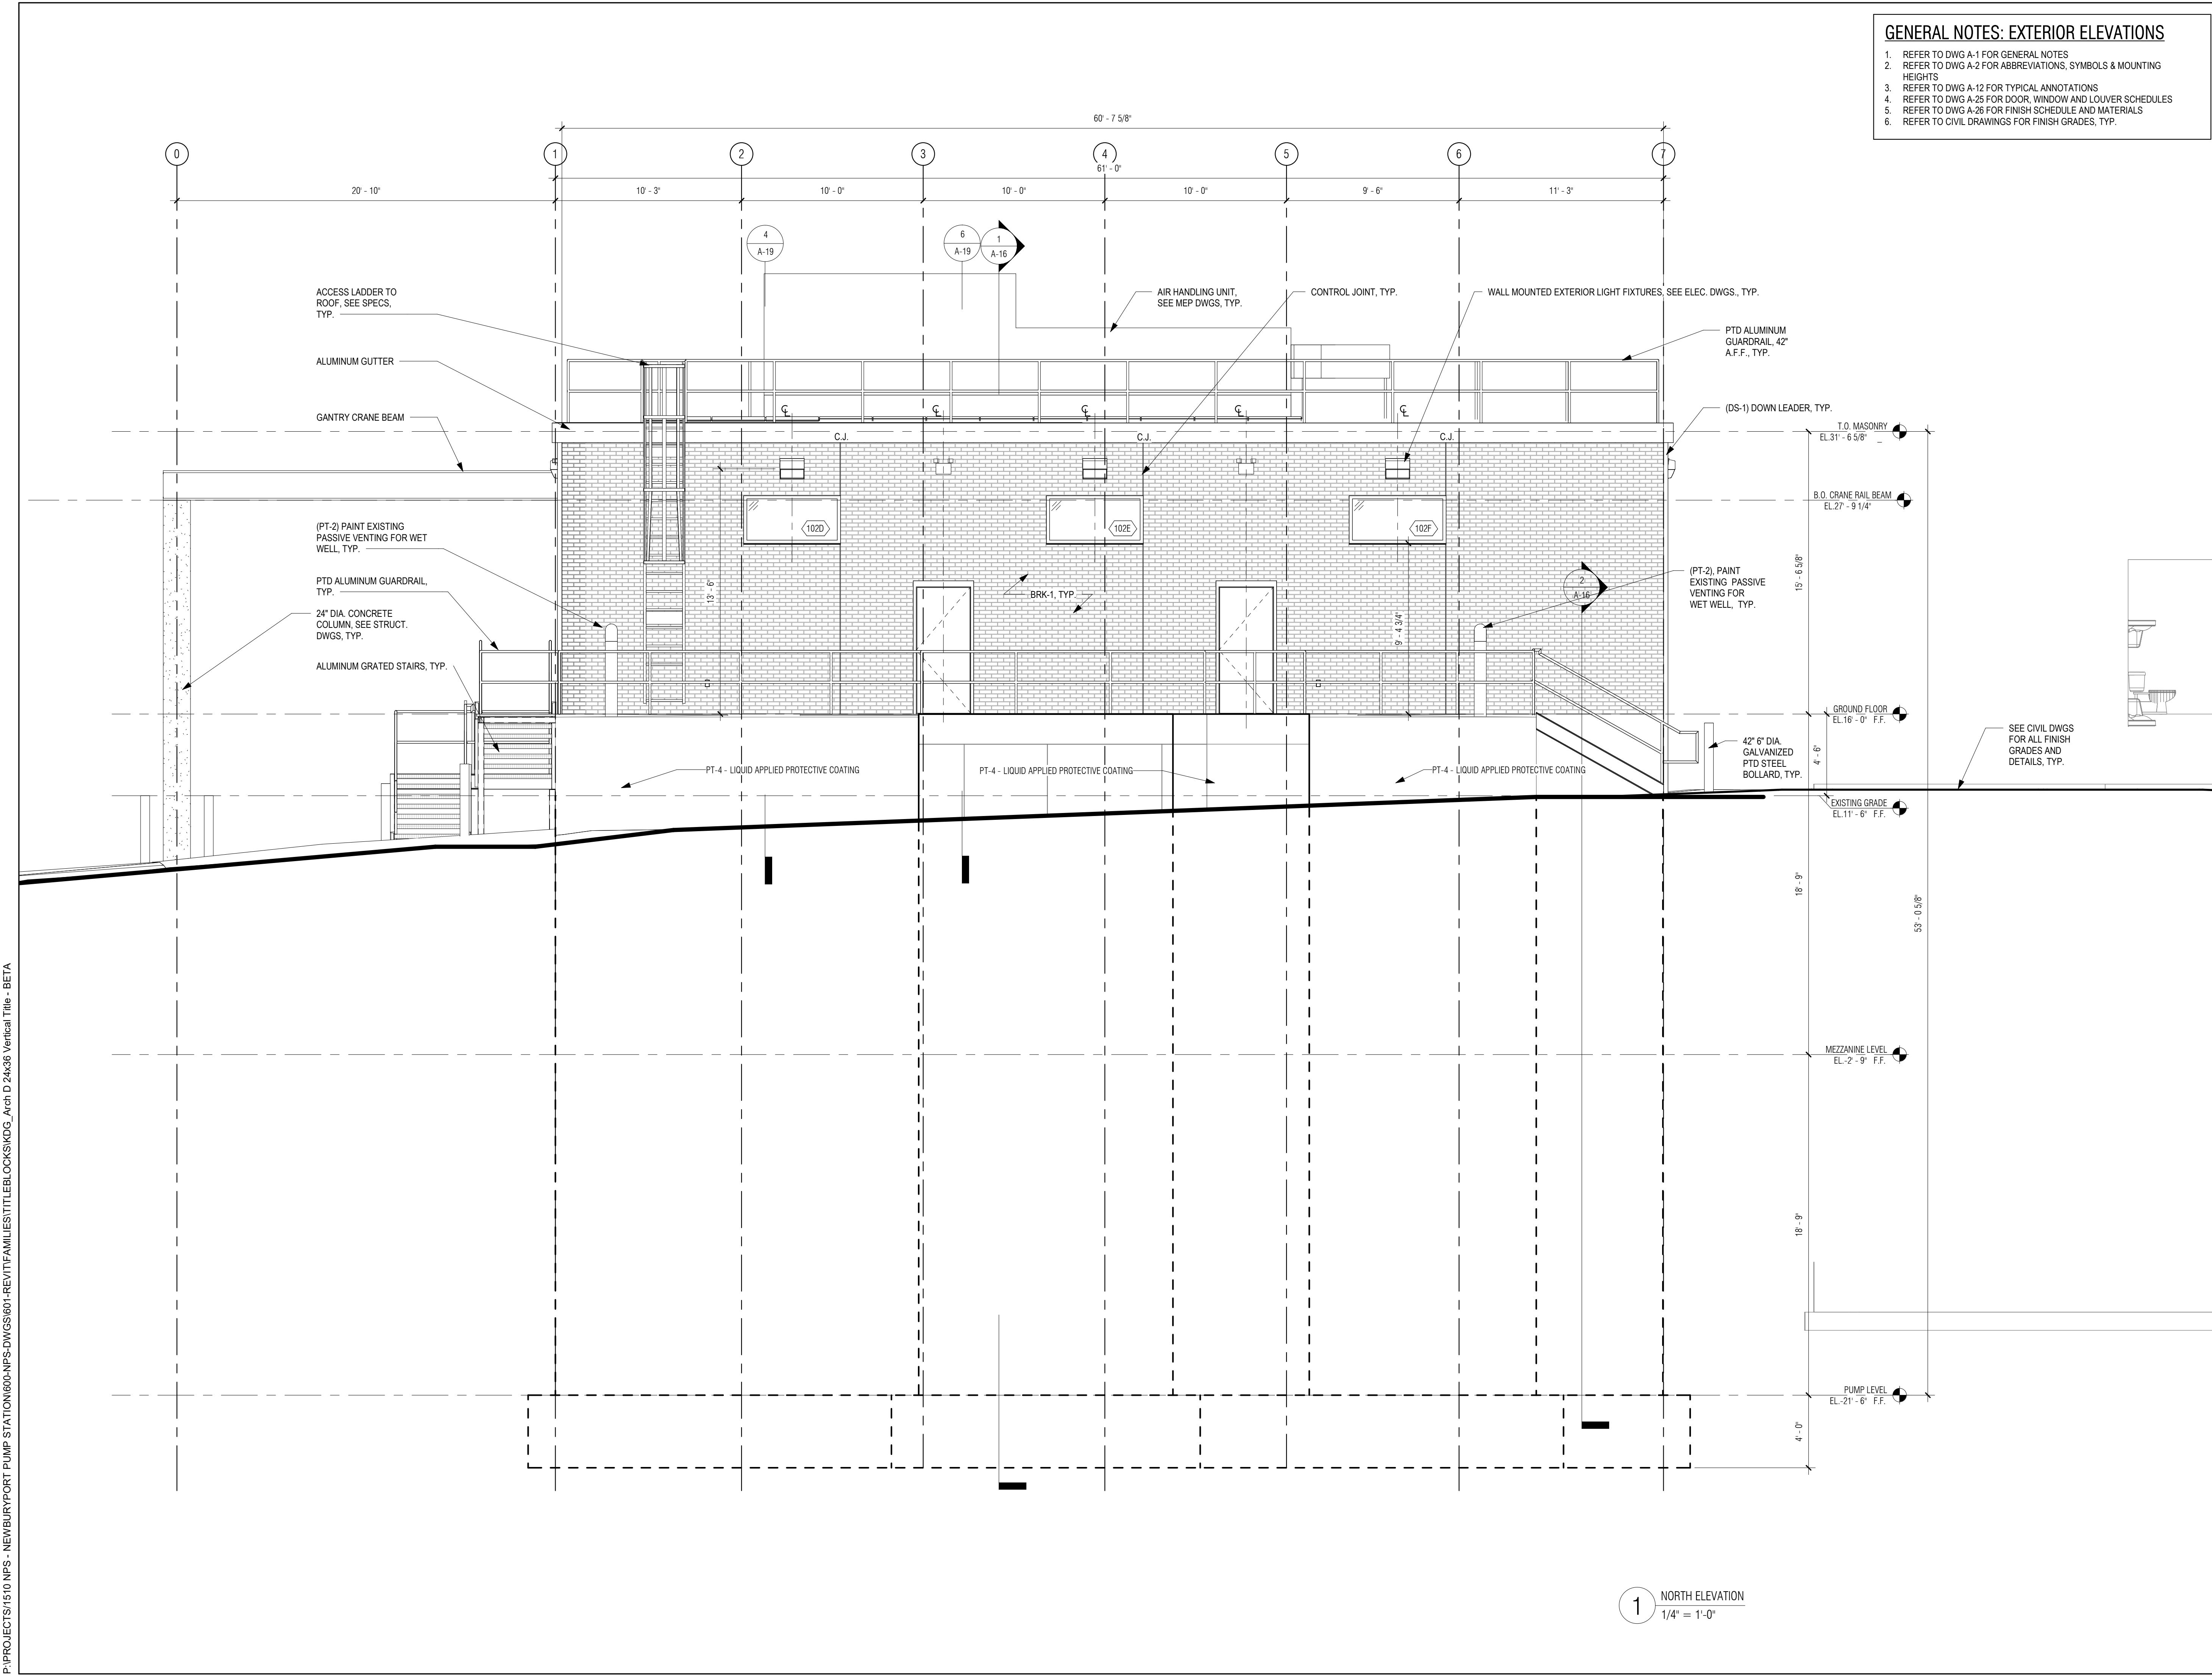 GENERAL NOTES: EXTERIOR ELEVATIONS
1. REFER TO DWG A-1 FOR GENERAL NOTES
2. REFER TO DWG A-2 FOR ABBREVIATIONS, SYMBOLS & MOUNTING
HEIGHTS
3. REFER TO DWG A-12 FOR TYPICAL ANNOTATIONS
4. REFER TO DWG A-25 FOR DOOR, WINDOW AND LOUVER SCHEDULES
5. REFER TO DWG A-26 FOR FINISH SCHEDULE AND MATERIALS
6. REFER TO CIVIL DRAWINGS FOR FINISH GRADES, TYP.
60' - 7 5/8"
0 1 2 3 4 5 6 7
61' - 0"
20' - 10" 10' - 3" 10' - 0" 10' - 0" 10' - 0" 9' - 6" 11' - 3"
4
A-19
6
A-19
1
A-16
ACCESS LADDER TO
ROOF, SEE SPECS,
TYP.
AIR HANDLING UNIT,
SEE MEP DWGS, TYP.
CONTROL JOINT, TYP.
WALL MOUNTED EXTERIOR LIGHT FIXTURES, SEE ELEC. DWGS., TYP.
PTD ALUMINUM
GUARDRAIL, 42"
A.F.F., TYP.
ALUMINUM GUTTER
GANTRY CRANE BEAM
℄ ℄ ℄ ℄ ℄
(DS-1) DOWN LEADER, TYP.
C.J. C.J. C.J.
T.O. MASONRY
EL.31' - 6 5/8"
B.O. CRANE RAIL BEAM
EL.27' - 9 1/4"
102D 102E 102F
(PT-2) PAINT EXISTING
PASSIVE VENTING FOR WET
WELL, TYP.
PTD ALUMINUM GUARDRAIL,
TYP.
24" DIA. CONCRETE
COLUMN, SEE STRUCT.
DWGS, TYP.
ALUMINUM GRATED STAIRS, TYP.
13' - 6"
BRK-1, TYP.
9' - 4 3/4"
2
A-16
(PT-2), PAINT
EXISTING PASSIVE
VENTING FOR
WET WELL, TYP.
15' - 6 5/8"
GROUND FLOOR
EL.16' - 0" F.F.
42" 6" DIA.
GALVANIZED
PTD STEEL
BOLLARD, TYP.
4' - 6"
SEE CIVIL DWGS
FOR ALL FINISH
GRADES AND
DETAILS, TYP.
PT-4 - LIQUID APPLIED PROTECTIVE COATING
PT-4 - LIQUID APPLIED PROTECTIVE COATING
PT-4 - LIQUID APPLIED PROTECTIVE COATING
EXISTING GRADE
EL.11' - 6" F.F.
18' - 9"
53' - 0 5/8"
MEZZANINE LEVEL
EL.-2' - 9" F.F.
18' - 9"
PUMP LEVEL
EL.-21' - 6" F.F.
4' - 0"
1
NORTH ELEVATION
1/4" = 1'-0"
P:\PROJECTS/1510 NPS - NEWBURYPORT PUMP STATION\600-NPS-DWGS\601-REVIT\FAMILIES\TITLEBLOCKS\KDG_Arch D 24x36 Vertical Title - BETA